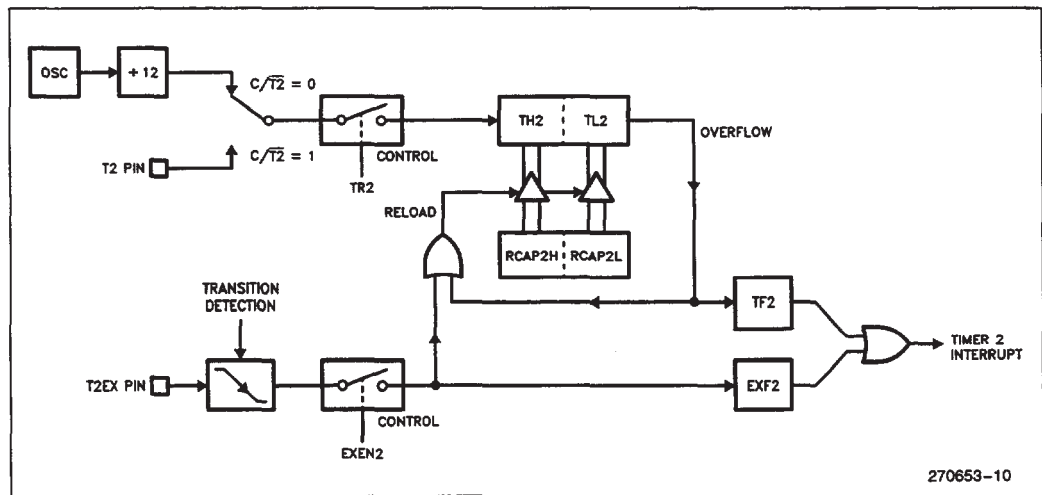 OSC
÷ 12
C/T2̅ = 0
TH2
TL2
OVERFLOW
T2 PIN
C/T2̅ = 1
CONTROL
TR2
RELOAD
RCAP2H
RCAP2L
TRANSITION
DETECTION
TF2
TIMER 2
INTERRUPT
T2EX PIN
EXF2
CONTROL
EXEN2
270653-10